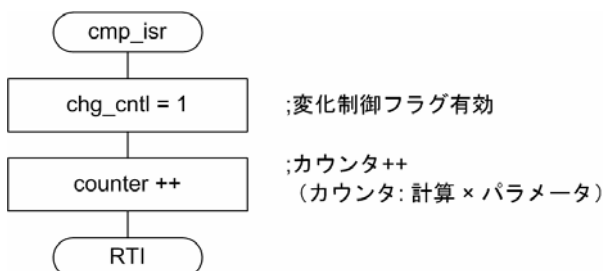 cmp_isr
chg_cntl = 1
;変化制御フラグ有効
counter ++
;カウンタ++
（カウンタ: 計算 × パラメータ）
RTI